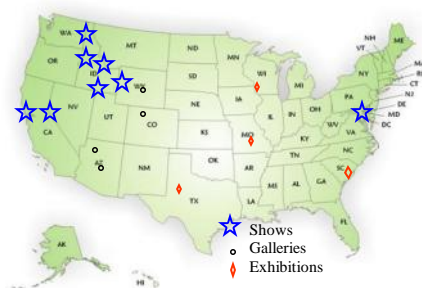 WA
MT
ND
MN
NH
VT
ME
OR
ID
SD
WI
MI
NY
MA
WY
IA
PA
NJ
NV
NE
IL
IN
OH
DE
UT
CO
KS
MO
WV
VA
MD
CA
KY
DC
AZ
NM
OK
AR
TN
NC
SC
TX
LA
MS
AL
GA
FL
AK
HI
Shows
Galleries
Exhibitions